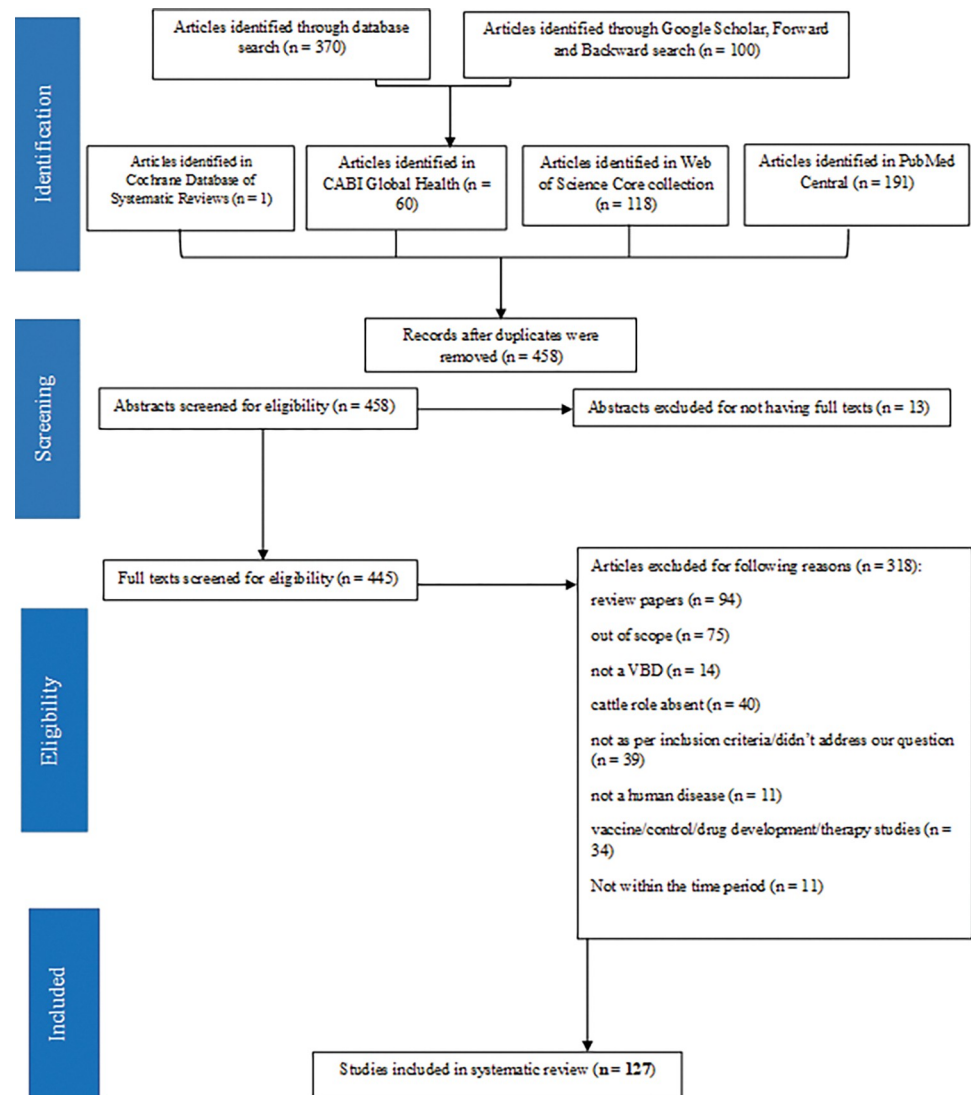 Identification
Articles identified through database
search (n = 370)
Articles identified through Google Scholar, Forward
and Backward search (n = 100)
Articles identified in
Cochrane Database of
Systematic Reviews (n = 1)
Articles identified in
CABI Global Health (n =
60)
Articles identified in Web
of Science Core collection
(n = 118)
Articles identified in PubMed
Central (n = 191)
Screening
Records after duplicates were
removed (n = 458)
Abstracts screened for eligibility (n = 458)
Abstracts excluded for not having full texts (n = 13)
Eligibility
Full texts screened for eligibility (n = 445)
Articles excluded for following reasons (n = 318):
review papers (n = 94)
out of scope (n = 75)
not a VBD (n = 14)
cattle role absent (n = 40)
not as per inclusion criteria/didn't address our question
(n = 39)
not a human disease (n = 11)
vaccine/control/drug development/therapy studies (n =
34)
Not within the time period (n = 11)
Included
Studies included in systematic review (n = 127)